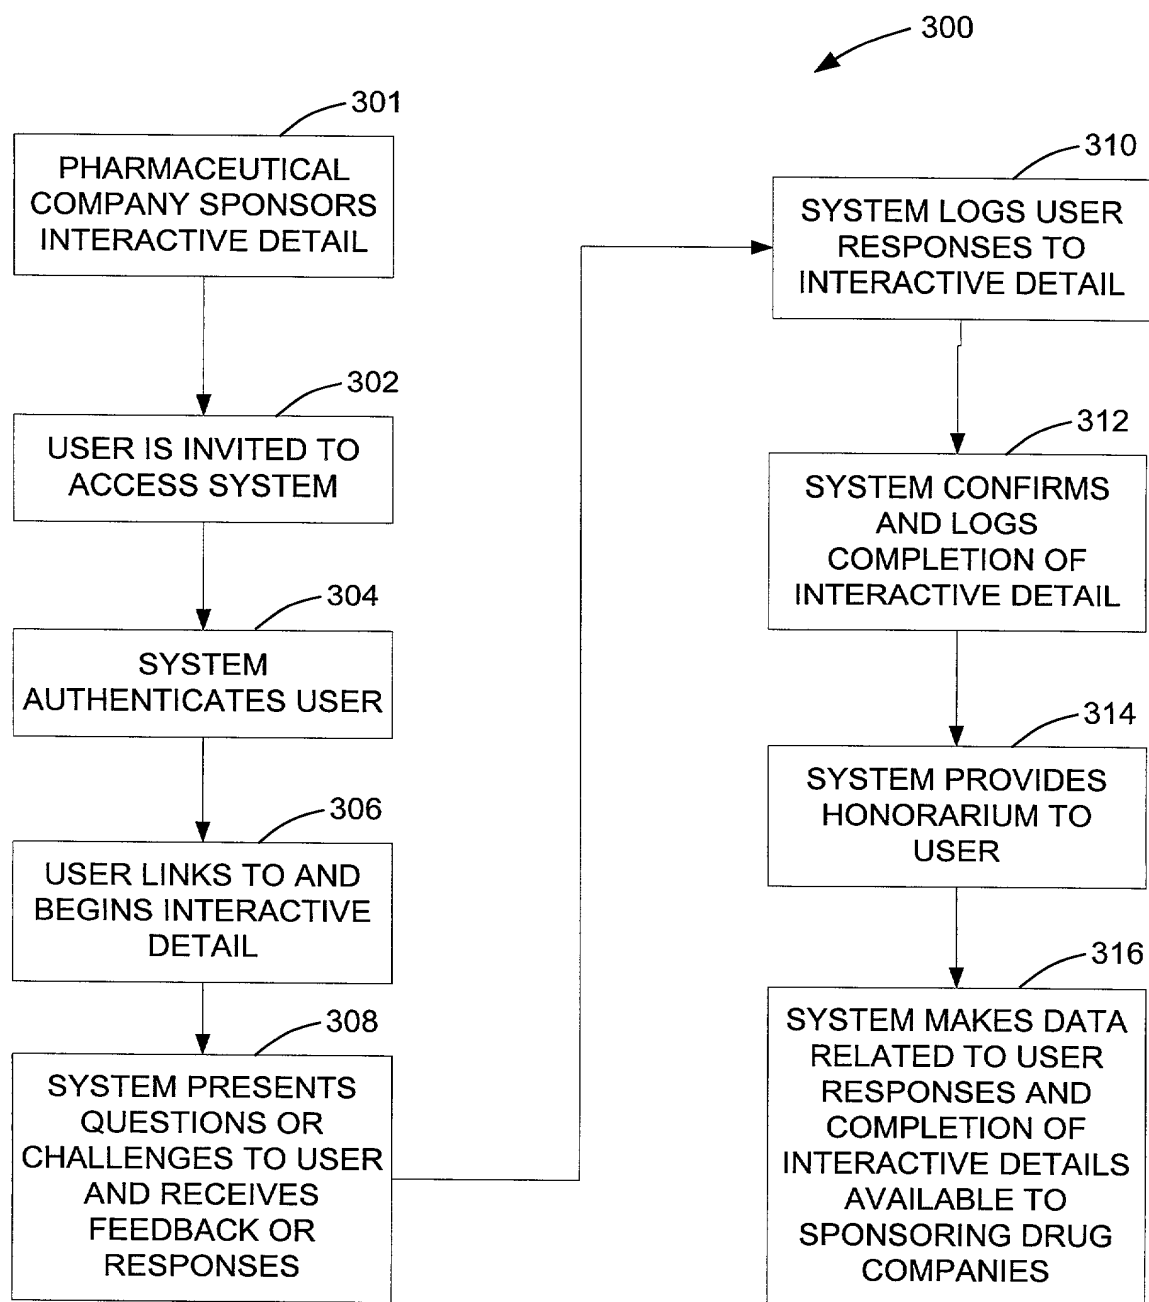 300
301
PHARMACEUTICAL
COMPANY SPONSORS
INTERACTIVE DETAIL
302
USER IS INVITED TO
ACCESS SYSTEM
304
SYSTEM
AUTHENTICATES USER
306
USER LINKS TO AND
BEGINS INTERACTIVE
DETAIL
308
SYSTEM PRESENTS
QUESTIONS OR
CHALLENGES TO USER
AND RECEIVES
FEEDBACK OR
RESPONSES
310
SYSTEM LOGS USER
RESPONSES TO
INTERACTIVE DETAIL
312
SYSTEM CONFIRMS
AND LOGS
COMPLETION OF
INTERACTIVE DETAIL
314
SYSTEM PROVIDES
HONORARIUM TO
USER
316
SYSTEM MAKES DATA
RELATED TO USER
RESPONSES AND
COMPLETION OF
INTERACTIVE DETAILS
AVAILABLE TO
SPONSORING DRUG
COMPANIES